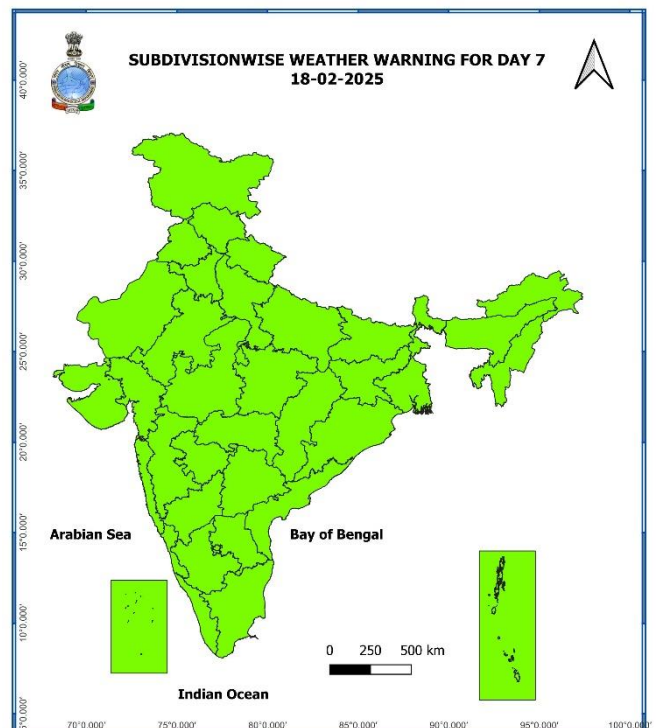 SUBDIVISIONWISE WEATHER WARNING FOR DAY 7
18-02-2025
40°0.000'
35°0.000'
30°0.000'
25°0.000'
20°0.000'
15°0.000'
10°0.000'
5°0.000'
Arabian Sea
Bay of Bengal
0 250 500 km
Indian Ocean
70°0.000' 75°0.000' 80°0.000' 85°0.000' 90°0.000' 95°0.000' 100°0.000'